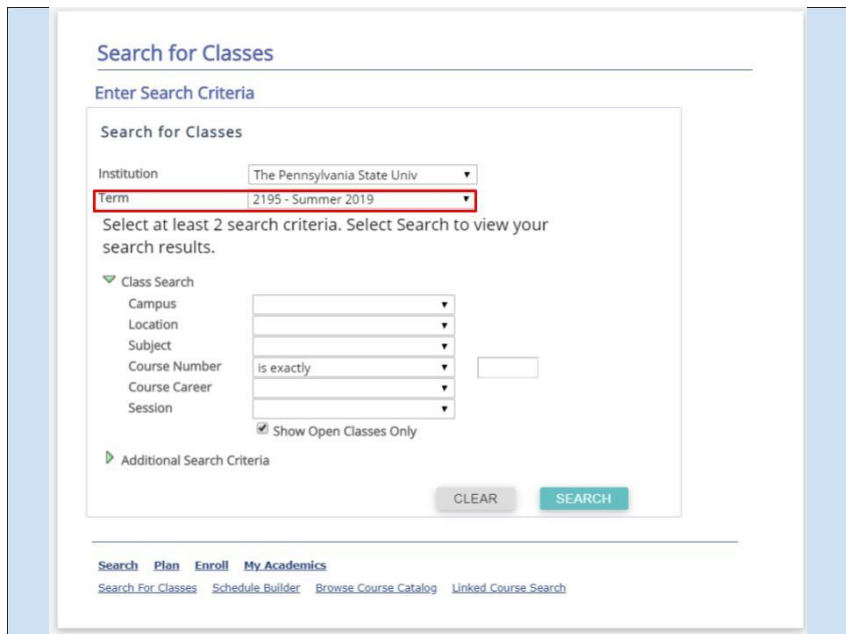 Search for Classes
Enter Search Criteria
Search for Classes
Institution The Pennsylvania State Univ
Term 2195 - Summer 2019
Select at least 2 search criteria. Select Search to view your
search results.
Class Search
Campus
Location
Subject
Course Number is exactly
Course Career
Session
Show Open Classes Only
Additional Search Criteria
CLEAR SEARCH
Search Plan Enroll My Academics
Search For Classes Schedule Builder Browse Course Catalog Linked Course Search